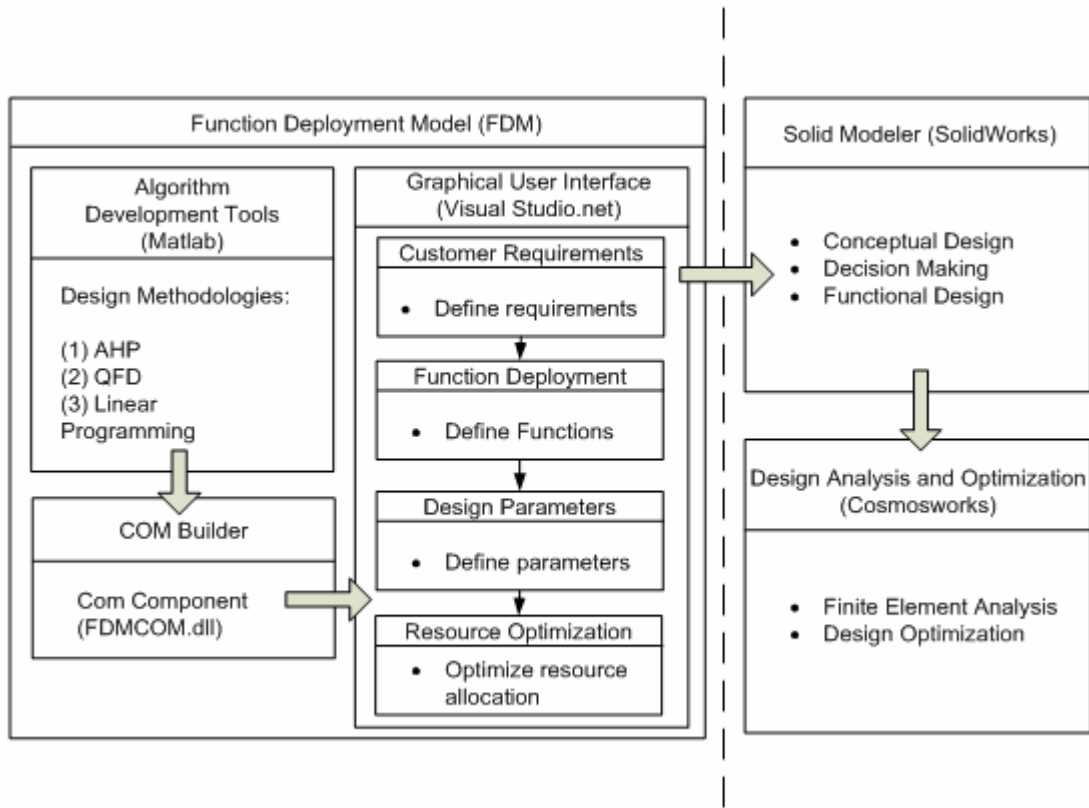 Function Deployment Model (FDM)
Algorithm
Development Tools
(Matlab)
Design Methodologies:
(1) AHP
(2) QFD
(3) Linear
Programming
COM Builder
Com Component
(FDMCOM.dll)
Graphical User Interface
(Visual Studio.net)
Customer Requirements
• Define requirements
Function Deployment
• Define Functions
Design Parameters
• Define parameters
Resource Optimization
• Optimize resource
allocation
Solid Modeler (SolidWorks)
• Conceptual Design
• Decision Making
• Functional Design
Design Analysis and Optimization
(Cosmosworks)
• Finite Element Analysis
• Design Optimization